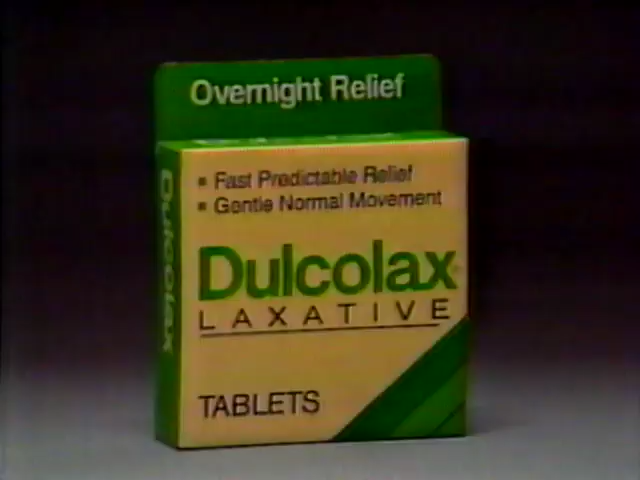 Overnight Relief
▪ Fast Predictable Relief
▪ Gentle Normal Movement
Dulcolax®
LAXATIVE
TABLETS
Dulcolax